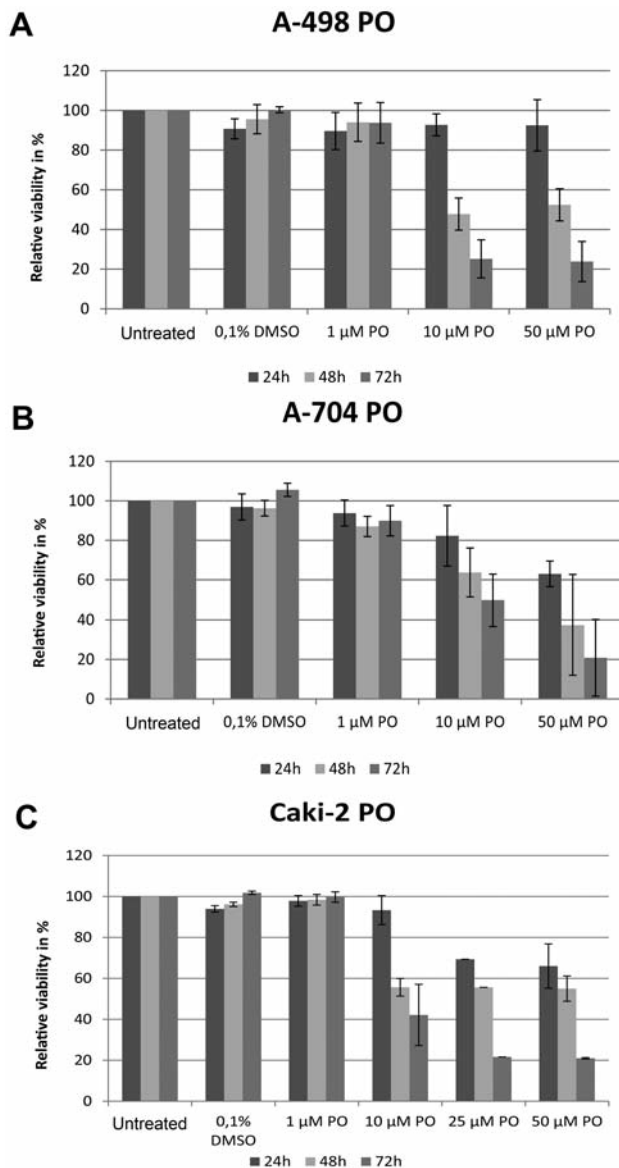 A
A-498 PO
120
100
80
60
40
20
0
Relative viability in %
Untreated 0,1% DMSO 1 µM PO 10 µM PO 50 µM PO
24h 48h 72h
B
A-704 PO
120
100
80
60
40
20
0
Relative viability in %
Untreated 0,1% DMSO 1 µM PO 10 µM PO 50 µM PO
24h 48h 72h
C
Caki-2 PO
120
100
80
60
40
20
0
Relative viability in %
Untreated 0,1% DMSO 1 µM PO 10 µM PO 25 µM PO 50 µM PO
24h 48h 72h